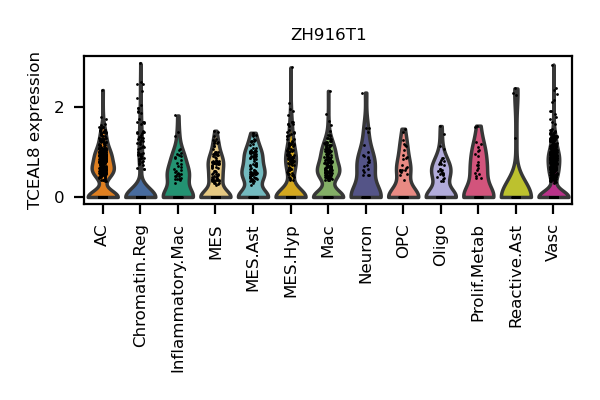 ZH916T1
TCEAL8 expression
2
0
AC
Chromatin.Reg
Inflammatory.Mac
MES
MES.Ast
MES.Hyp
Mac
Neuron
OPC
Oligo
Prolif.Metab
Reactive.Ast
Vasc